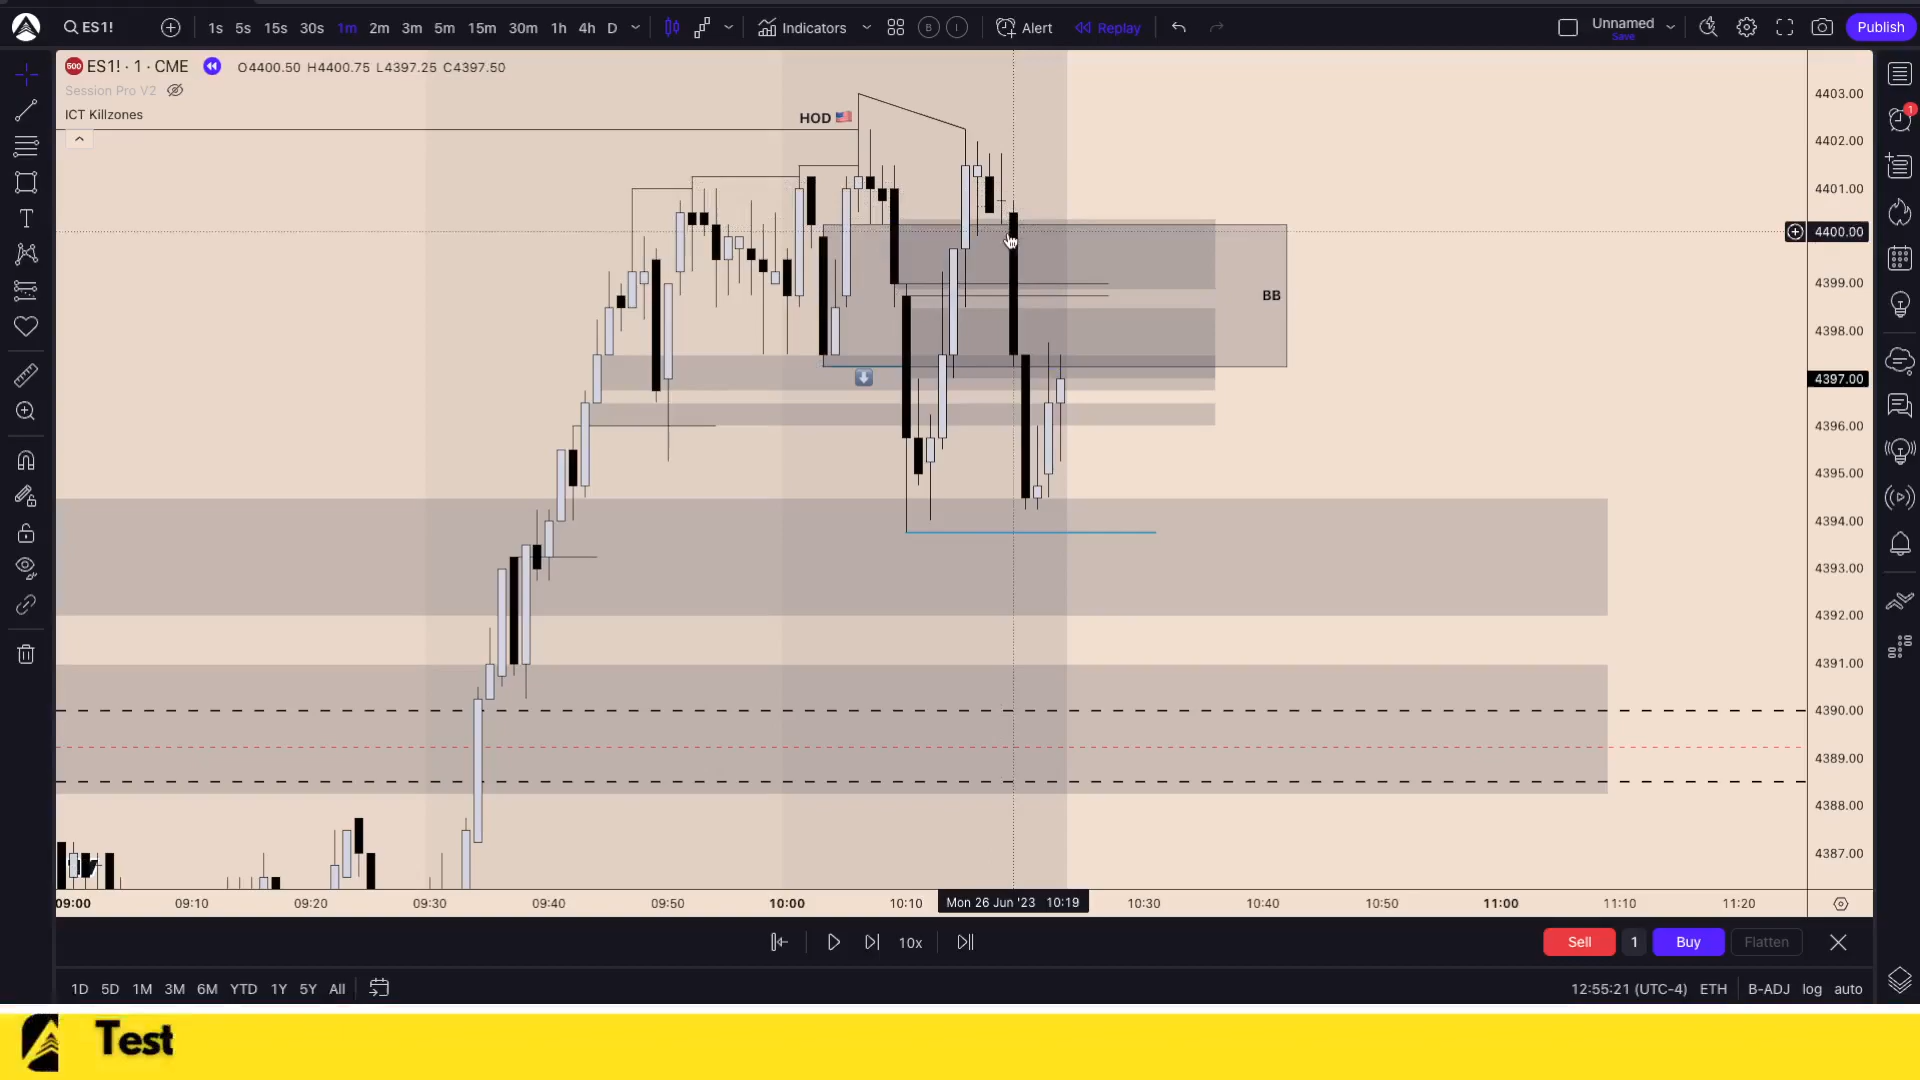 ES1! 1s 5s 15s 30s 1m 2m 3m 5m 15m 30m 1h 4h D Indicators B I Alert Replay Unnamed Publish
Save
500 ES1! · 1 · CME O4400.50 H4400.75 L4397.25 C4397.50
Session Pro V2
ICT Killzones
HOD
BB
4403.00
4402.00
4401.00
4400.00
4399.00
4398.00
4397.00
4396.00
4395.00
4394.00
4393.00
4392.00
4391.00
4390.00
4389.00
4388.00
4387.00
1
09:00 09:10 09:20 09:30 09:40 09:50 10:00 10:10 Mon 26 Jun '23 10:19 10:30 10:40 10:50 11:00 11:10 11:20
10x Sell 1 Buy Flatten
1D 5D 1M 3M 6M YTD 1Y 5Y All 12:55:21 (UTC-4) ETH B-ADJ log auto
Test